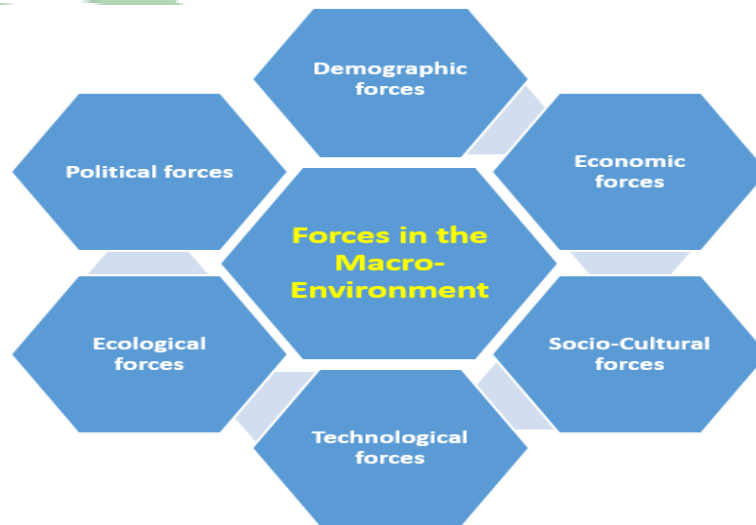 Demographic
forces
Political forces
Economic
forces
Forces in the
Macro-
Environment
Ecological
forces
Socio-Cultural
forces
Technological
forces